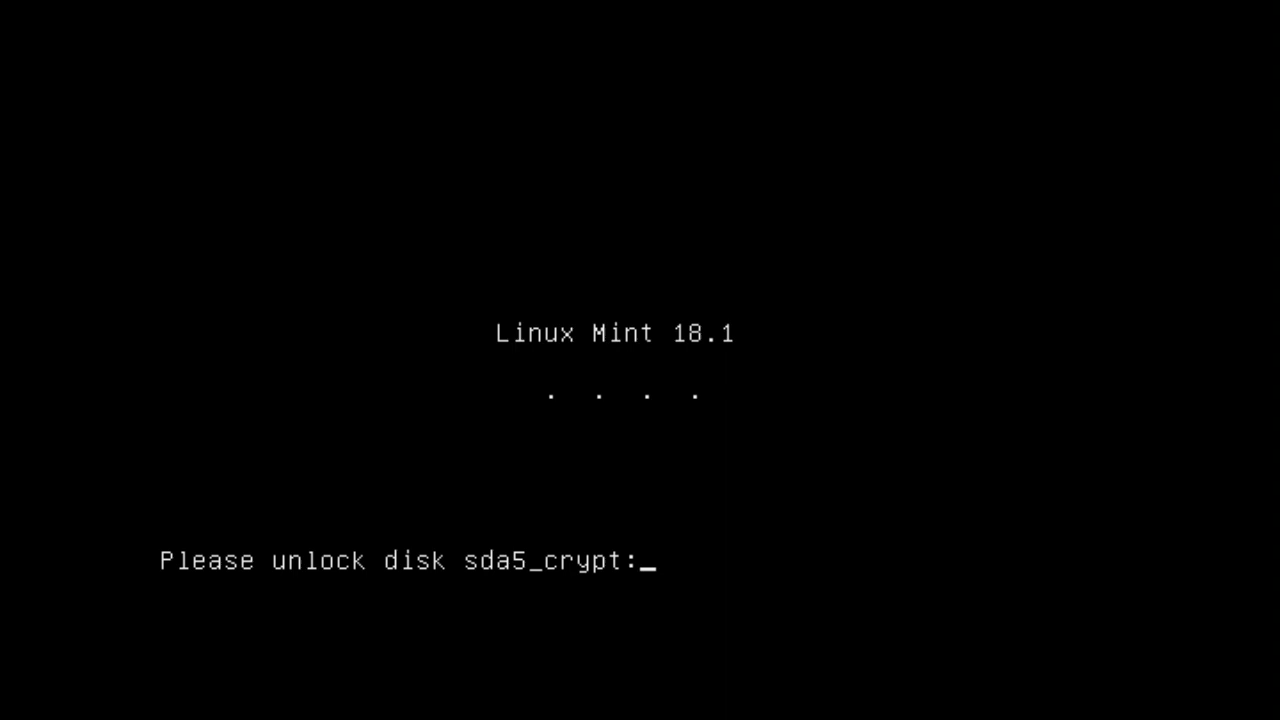 Linux Mint 18.1
. . . .
Please unlock disk sda5_crypt:_